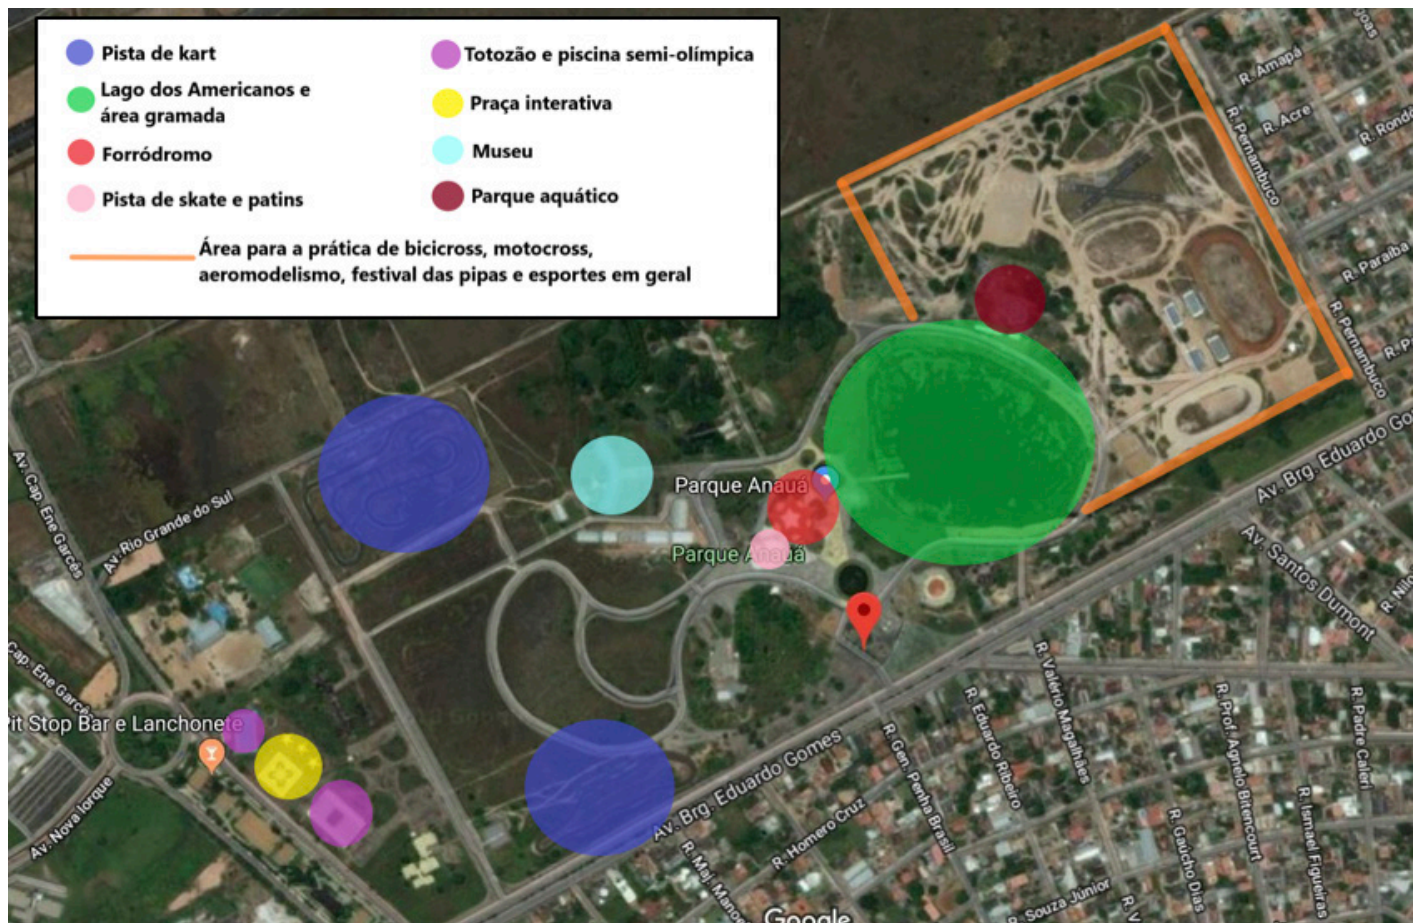 Pista de kart
Lago dos Americanos e
área gramada
Forródromo
Pista de skate e patins
Totozão e piscina semi-olímpica
Praça interativa
Museu
Parque aquático
Área para a prática de bicicross, motocross,
aeromodelismo, festival das pipas e esportes em geral
R. Amapá
R. Acre
R. Pernambuco
R. Paraíba
R. Pernambuco
Av. Brg. Eduardo
Av. Santos Dumont
Av. Cap. Ene Garcês
Av. Rio Grande do Sul
Parque Anauá
Parque Anauá
Cap. Ene Garcês
Pit Stop Bar e Lanchonete
Av. Nova Iorque
Av. Brg. Eduardo Gomes
R. Valério Magalhães
R. Eduardo Ribeiro
R. Gen. Penha Brasil
R. Homero Cruz
R. Prof. Agnelo Bitencourt
R. Padre Caleri
R. Ismael Figueiras
R. Gaúcho Dias
R. Souza Júnior
R. Maj.
Google